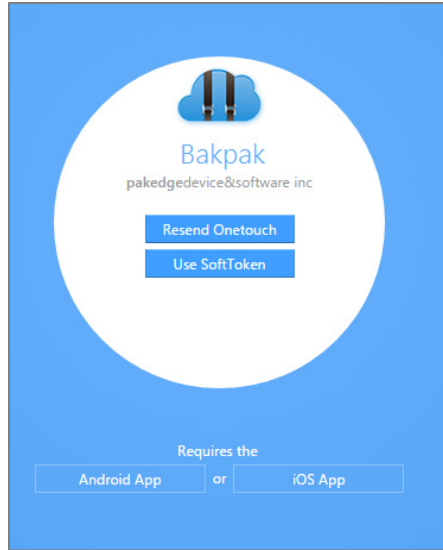 Bakpak
pakedgedevice&software inc
Resend Onetouch
Use SoftToken
Requires the
Android App or iOS App